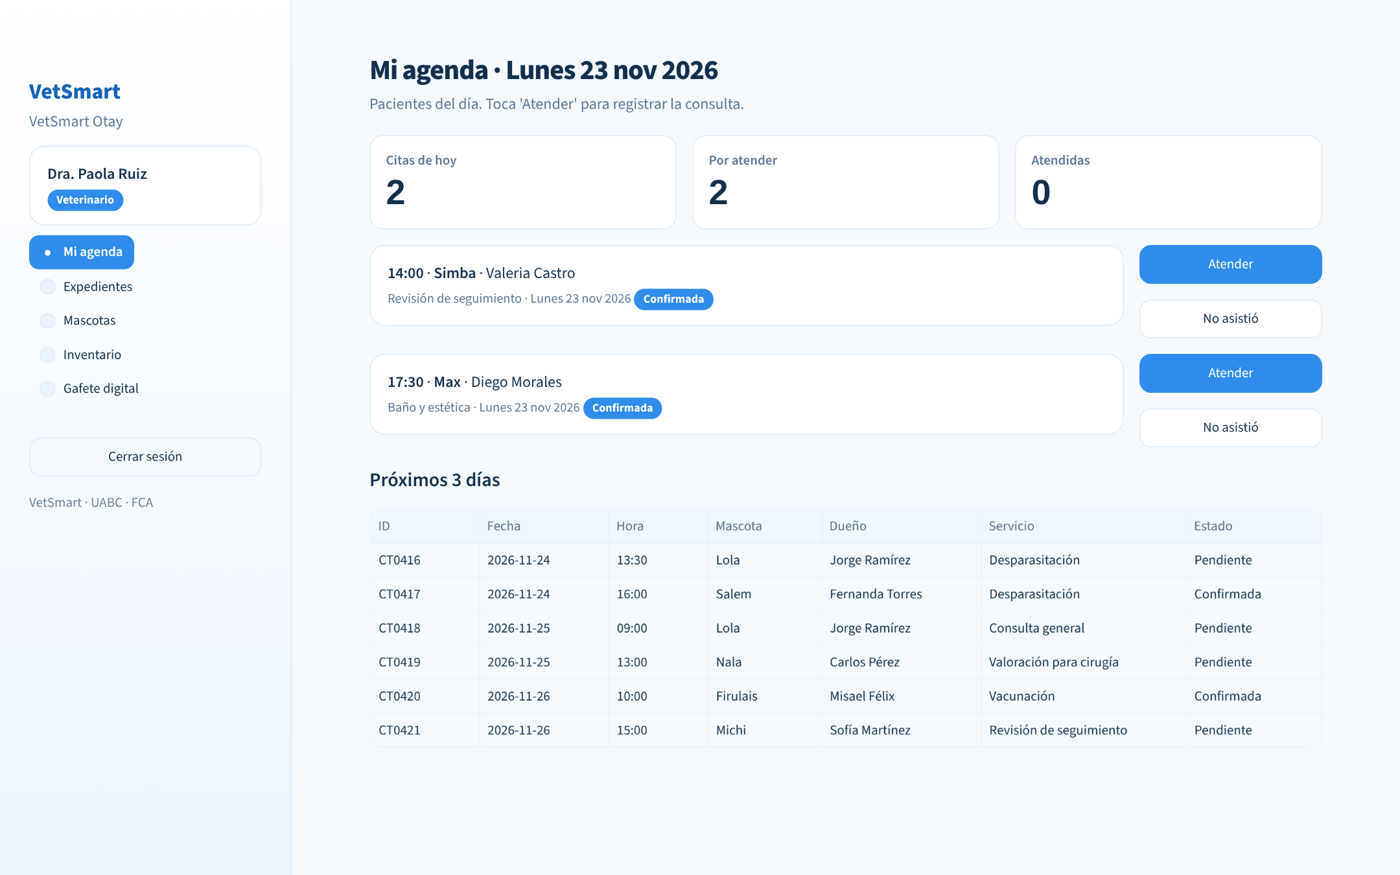 VetSmart
VetSmart Otay
Dra. Paola Ruiz
Veterinario
Mi agenda
Expedientes
Mascotas
Inventario
Gafete digital
Cerrar sesión
VetSmart · UABC · FCA
Mi agenda · Lunes 23 nov 2026
Pacientes del día. Toca 'Atender' para registrar la consulta.
Citas de hoy
2
Por atender
2
Atendidas
0
14:00 · Simba · Valeria Castro
Revisión de seguimiento · Lunes 23 nov 2026 Confirmada
Atender
No asistió
17:30 · Max · Diego Morales
Baño y estética · Lunes 23 nov 2026 Confirmada
Atender
No asistió
Próximos 3 días
ID Fecha Hora Mascota Dueño Servicio Estado
CT0416 2026-11-24 13:30 Lola Jorge Ramírez Desparasitación Pendiente
CT0417 2026-11-24 16:00 Salem Fernanda Torres Desparasitación Confirmada
CT0418 2026-11-25 09:00 Lola Jorge Ramírez Consulta general Pendiente
CT0419 2026-11-25 13:00 Nala Carlos Pérez Valoración para cirugía Pendiente
CT0420 2026-11-26 10:00 Firulais Misael Félix Vacunación Confirmada
CT0421 2026-11-26 15:00 Michi Sofía Martínez Revisión de seguimiento Pendiente